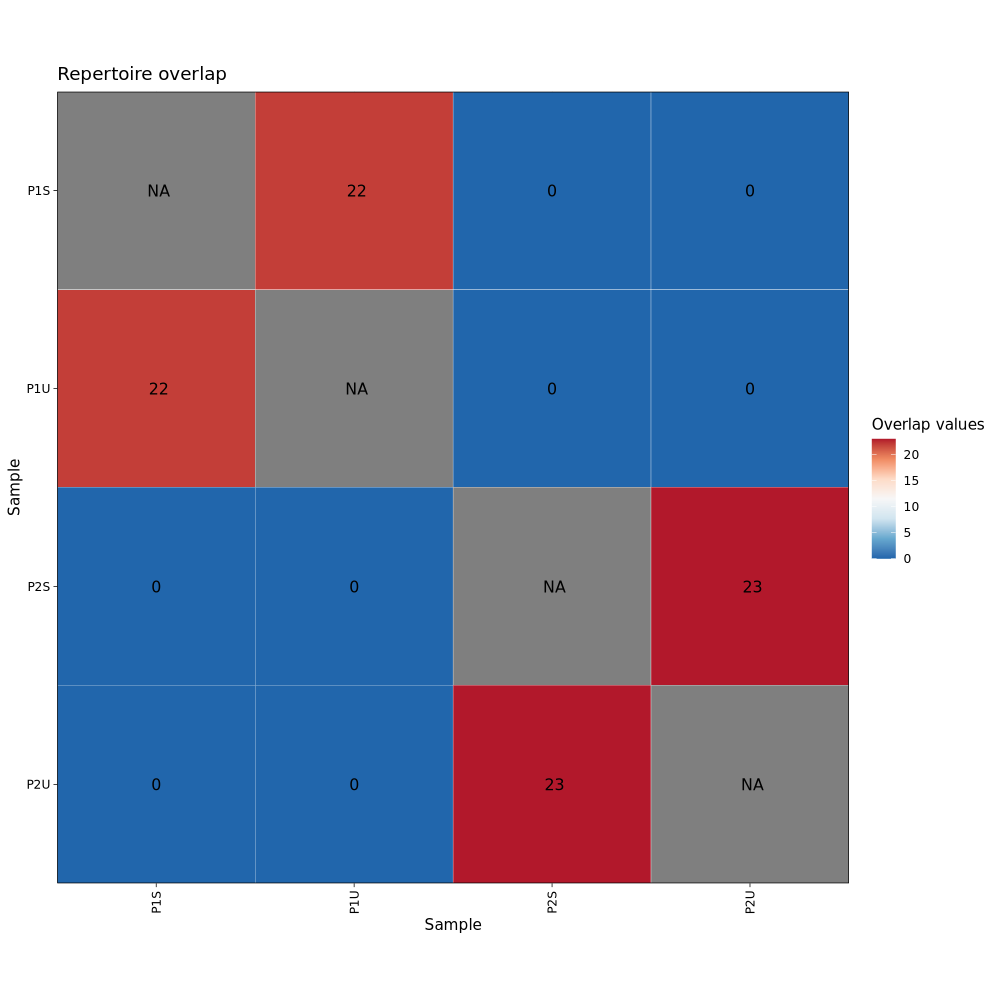 Repertoire overlap
P1S
NA
22
0
0
P1U
22
NA
0
0
P2S
0
0
NA
23
P2U
0
0
23
NA
Sample
P1S
P1U
P2S
P2U
Sample
Overlap values
20
15
10
5
0